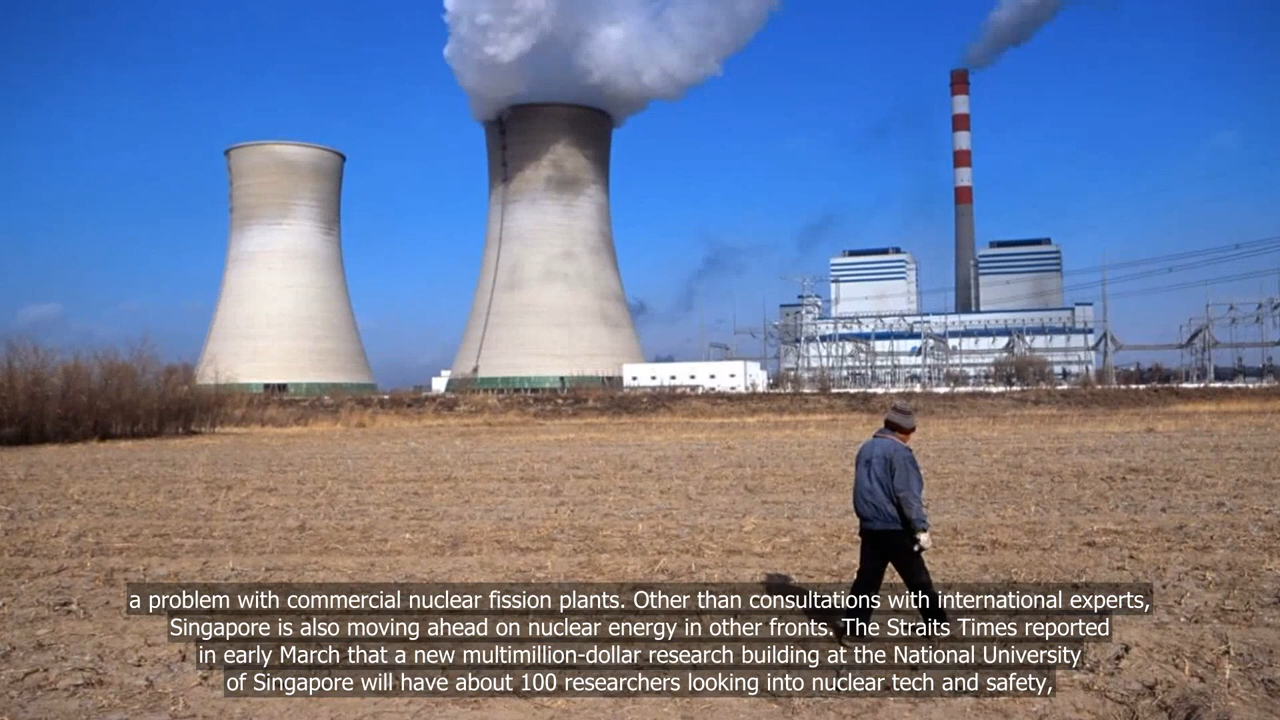 a problem with commercial nuclear fission plants. Other than consultations with international experts,
Singapore is also moving ahead on nuclear energy in other fronts. The Straits Times reported
in early March that a new multimillion-dollar research building at the National University
of Singapore will have about 100 researchers looking into nuclear tech and safety,